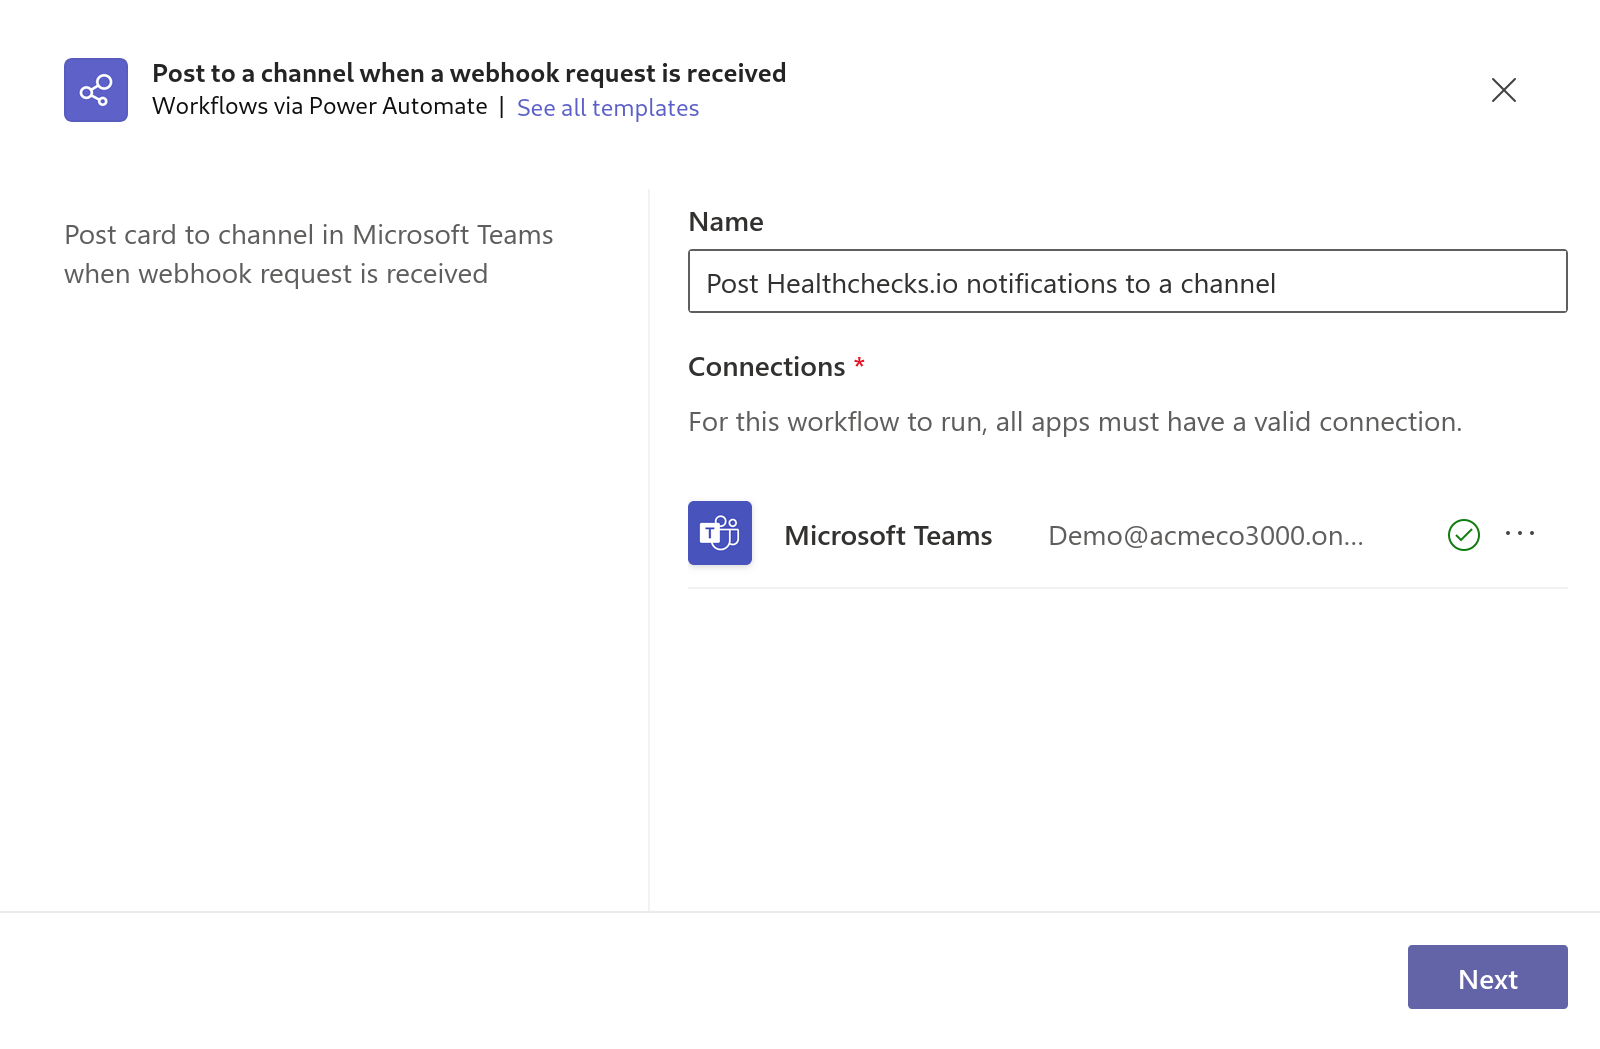 Post to a channel when a webhook request is received
Workflows via Power Automate | See all templates
Post card to channel in Microsoft Teams
when webhook request is received
Name
Post Healthchecks.io notifications to a channel
Connections *
For this workflow to run, all apps must have a valid connection.
T
Microsoft Teams Demo@acmeco3000.on...
Next